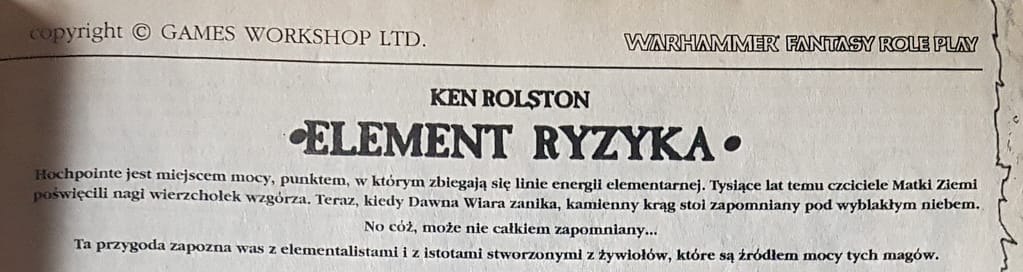 copyright © GAMES WORKSHOP LTD.
WARHAMMER FANTASY ROLE PLAY
KEN ROLSTON
•ELEMENT RYZYKA•
Hochpointe jest miejscem mocy, punktem, w którym zbiegają się linie energii elementarnej. Tysiące lat temu czciciele Matki Ziemi
poświęcili nagi wierzchołek wzgórza. Teraz, kiedy Dawna Wiara zanika, kamienny krąg stoi zapomniany pod wyblakłym niebem.
No cóż, może nie całkiem zapomniany...
Ta przygoda zapozna was z elementalistami i z istotami stworzonymi z żywiołów, które są źródłem mocy tych magów.